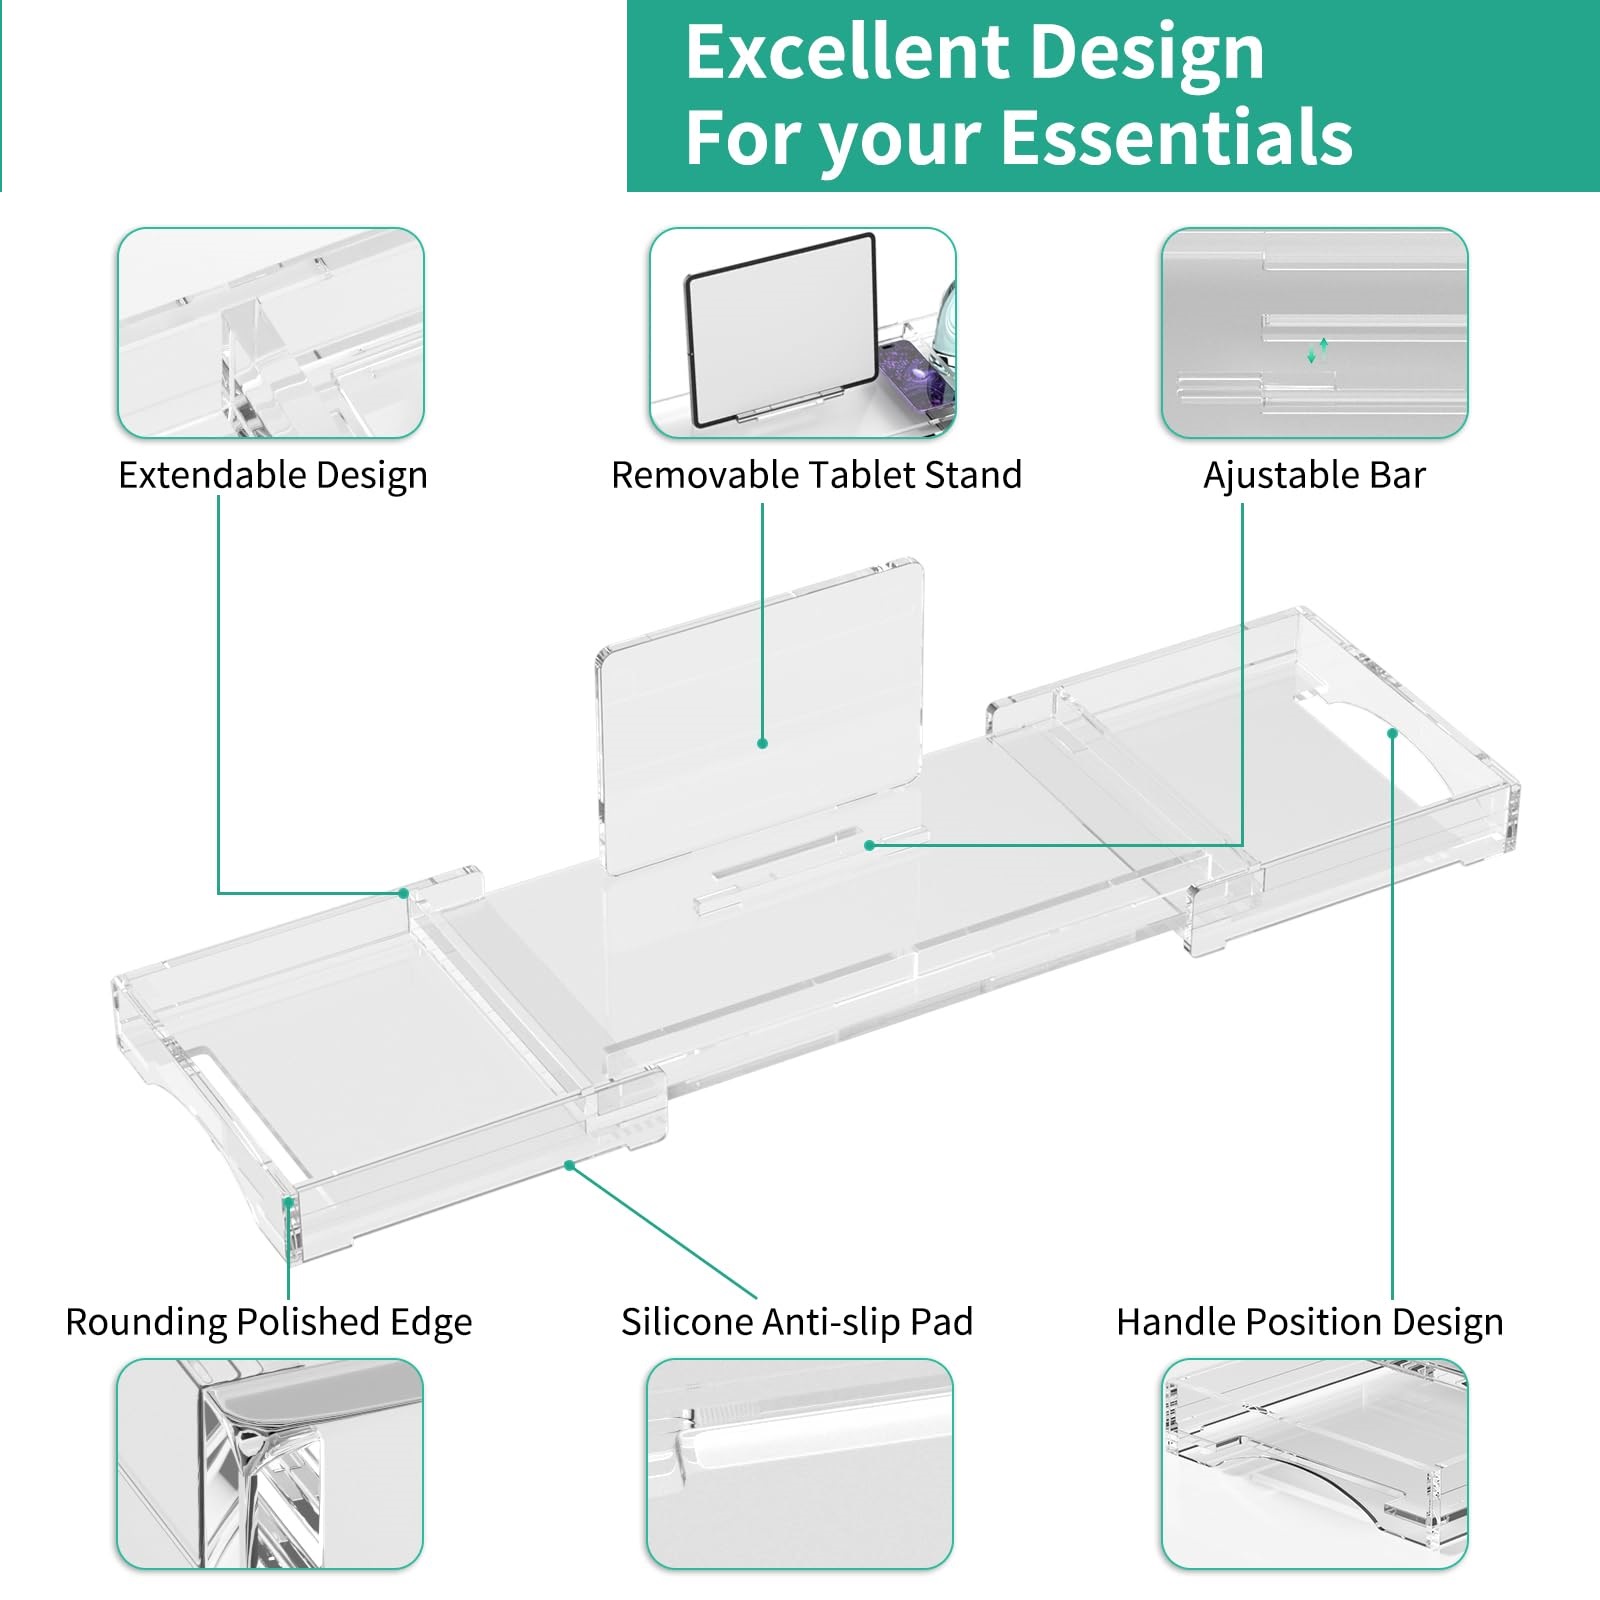 Excellent Design
For your Essentials
Extendable Design
Removable Tablet Stand
Ajustable Bar
Rounding Polished Edge
Silicone Anti-slip Pad
Handle Position Design